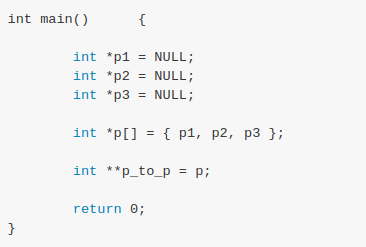 int main()      {
int *p1 = NULL;
int *p2 = NULL;
int *p3 = NULL;
int *p[] = { p1, p2, p3 };
int **p_to_p = p;
return 0;
}